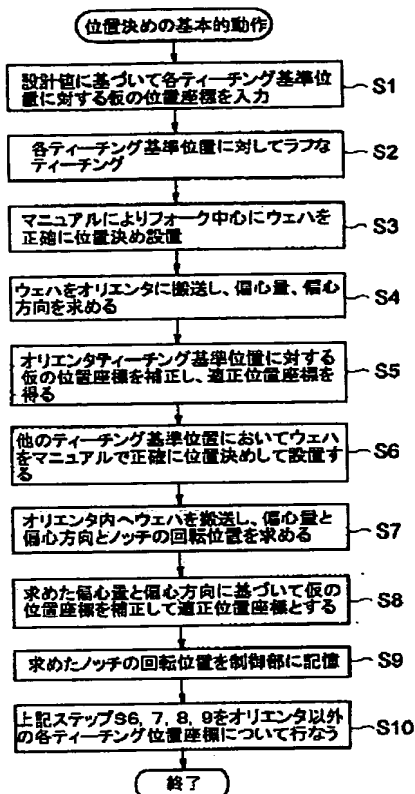 位置決めの基本的動作
設計値に基づいて各ティーチング基準位
置に対する仮の位置座標を入力
S1
各ティーチング基準位置に対してラフな
ティーチング
S2
マニュアルによりフォーク中心にウェハを
正確に位置決め設置
S3
ウェハをオリエンタに搬送し、偏心量、偏心
方向を求める
S4
オリエンタティーチング基準位置に対する
仮の位置座標を補正し、適正位置座標を
得る
S5
他のティーチング基準位置においてウェハ
をマニュアルで正確に位置決めして設置す
る
S6
オリエンタ内へウェハを搬送し、偏心量と
偏心方向とノッチの回転位置を求める
S7
求めた偏心量と偏心方向に基づいて仮の
位置座標を補正して適正位置座標とする
S8
求めたノッチの回転位置を制御部に記憶
S9
上記ステップS6, 7, 8, 9をオリエンタ以外
の各ティーチング位置座標について行なう
S10
終了